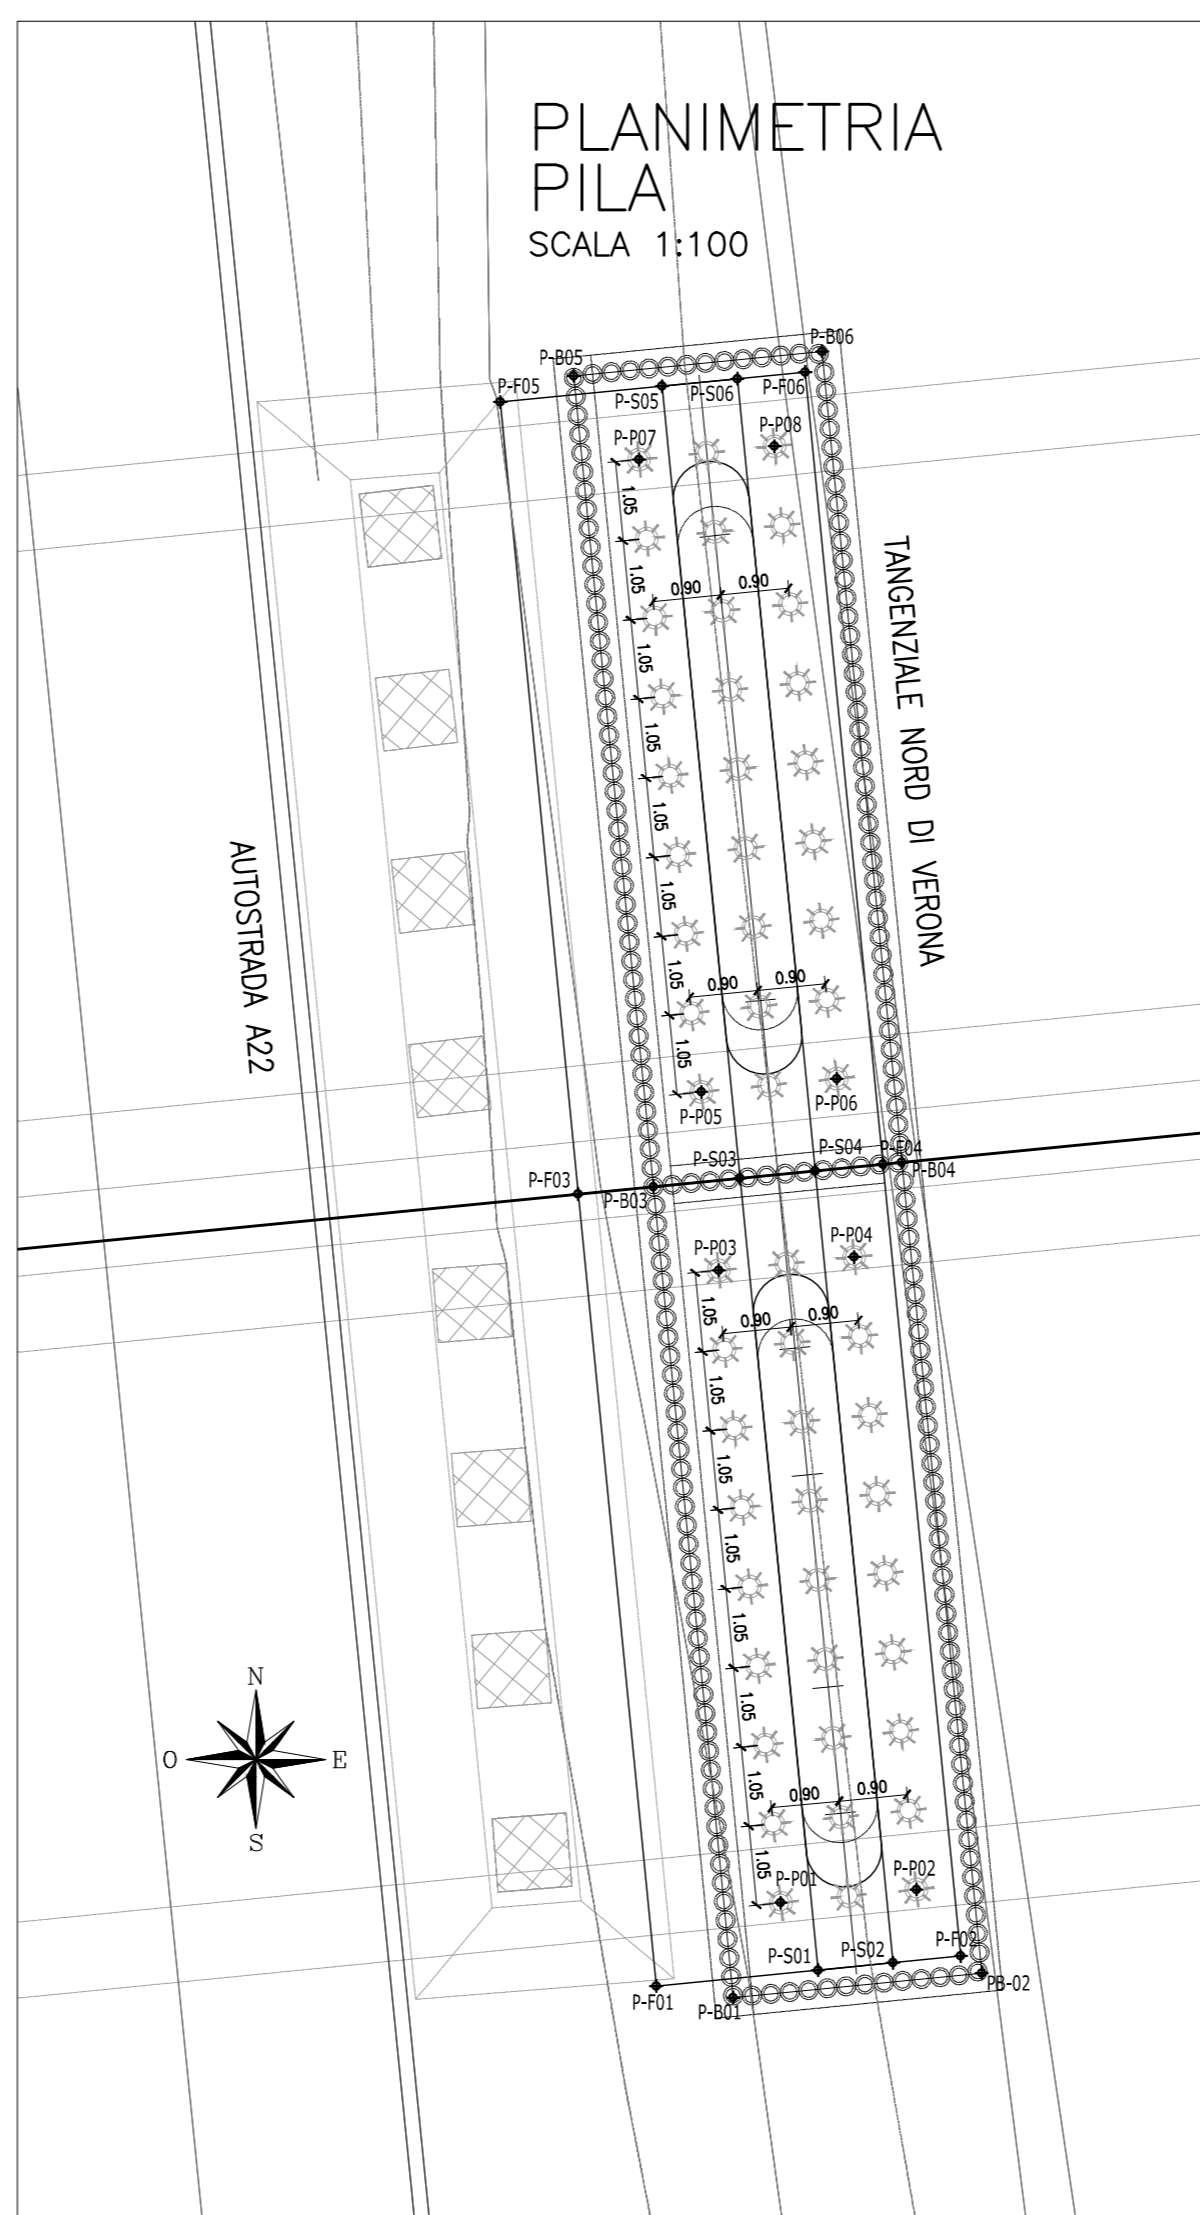 PLANIMETRIA
PILA
SCALA 1:100
P-B06
P-B05
P-F05
P-S05
P-S06
P-F06
P-P07
P-P08
1.05
1.05
0.90
0.90
1.05
1.05
1.05
1.05
1.05
0.90
0.90
1.05
P-P05
P-P06
TANGENZIALE NORD DI VERONA
AUTOSTRADA A22
P-S03
P-S04
P-F04
P-B04
P-F03
P-B03
P-P03
P-P04
1.05
0.90
0.90
1.05
1.05
1.05
1.05
1.05
1.05
0.90
0.90
1.05
P-P01
P-P02
P-S01
P-S02
P-F02
P-F01
P-B01
PB-02
N
O
E
S